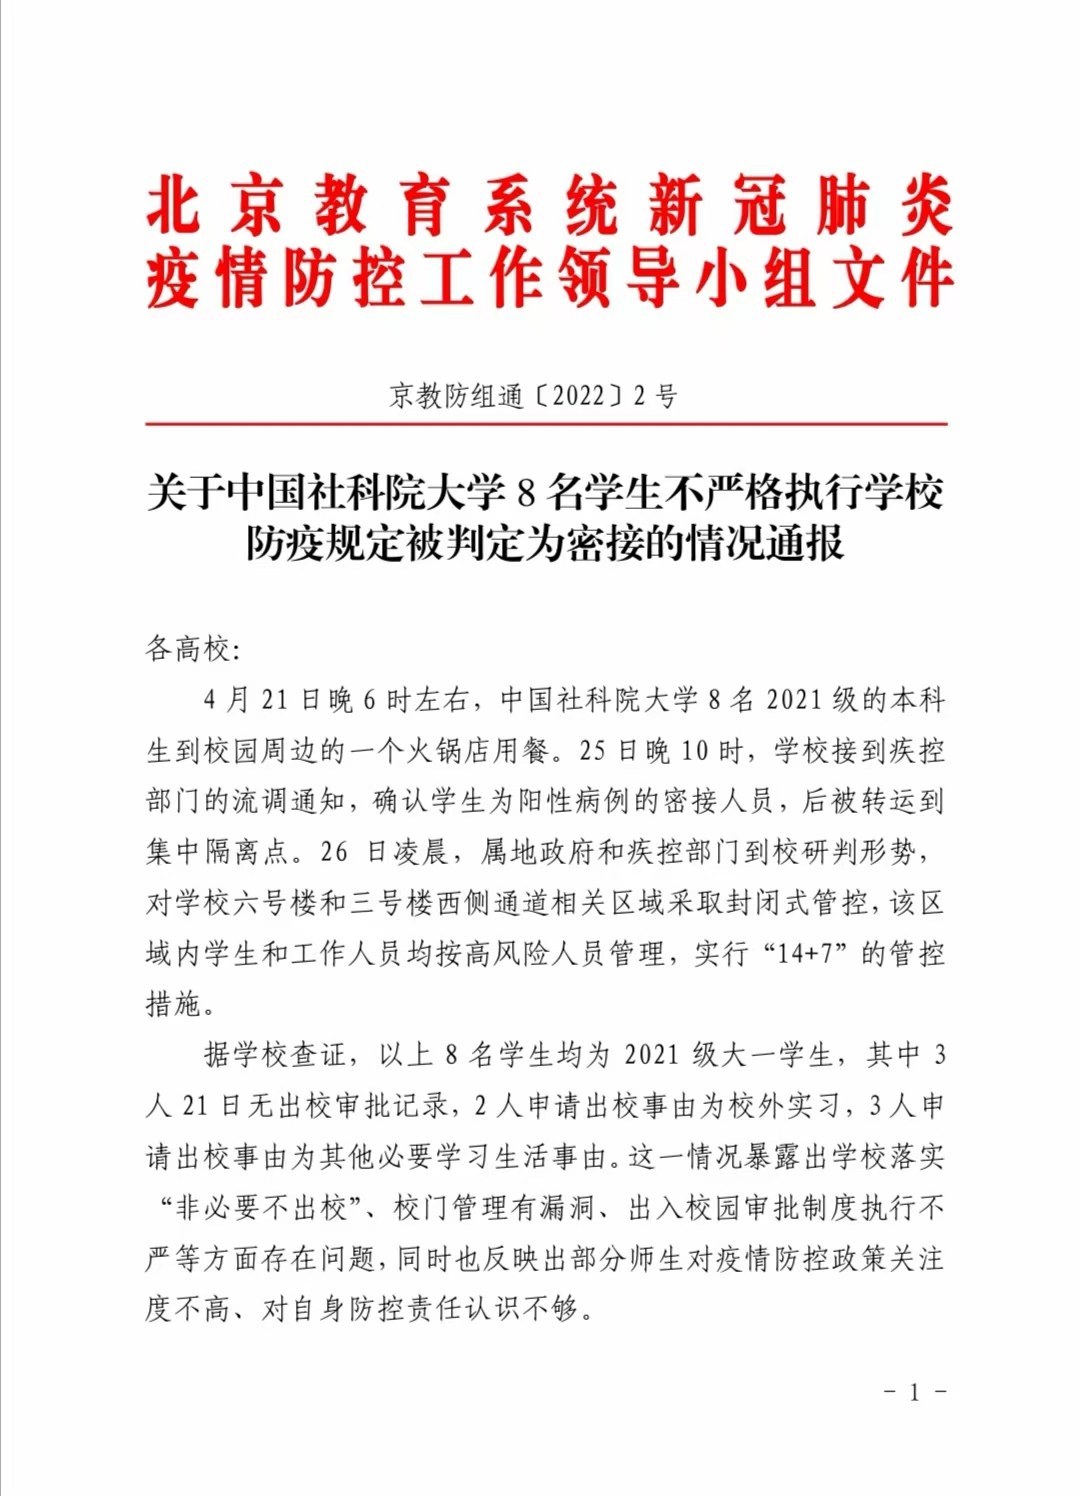 北京教育系统新冠肺炎
疫情防控工作领导小组文件
京教防组通〔2022〕2号
关于中国社科院大学8名学生不严格执行学校
防疫规定被判定为密接的情况通报
各高校：
4月21日晚6时左右，中国社科院大学8名2021级的本科
生到校园周边的一个火锅店用餐。25日晚10时，学校接到疾控
部门的流调通知，确认学生为阳性病例的密接人员，后被转运到
集中隔离点。26 日凌晨，属地政府和疾控部门到校研判形势，
对学校六号楼和三号楼西侧通道相关区域采取封闭式管控，该区
域内学生和工作人员均按高风险人员管理，实行“14+7”的管控
措施。
据学校查证，以上8名学生均为2021级大一学生，其中3
人21日无出校审批记录，2人申请出校事由为校外实习，3人申
请出校事由为其他必要学习生活事由。这一情况暴露出学校落实
“非必要不出校”、校门管理有漏洞、出入校园审批制度执行不
严等方面存在问题，同时也反映出部分师生对疫情防控政策关注
度不高、对自身防控责任认识不够。
- 1 -